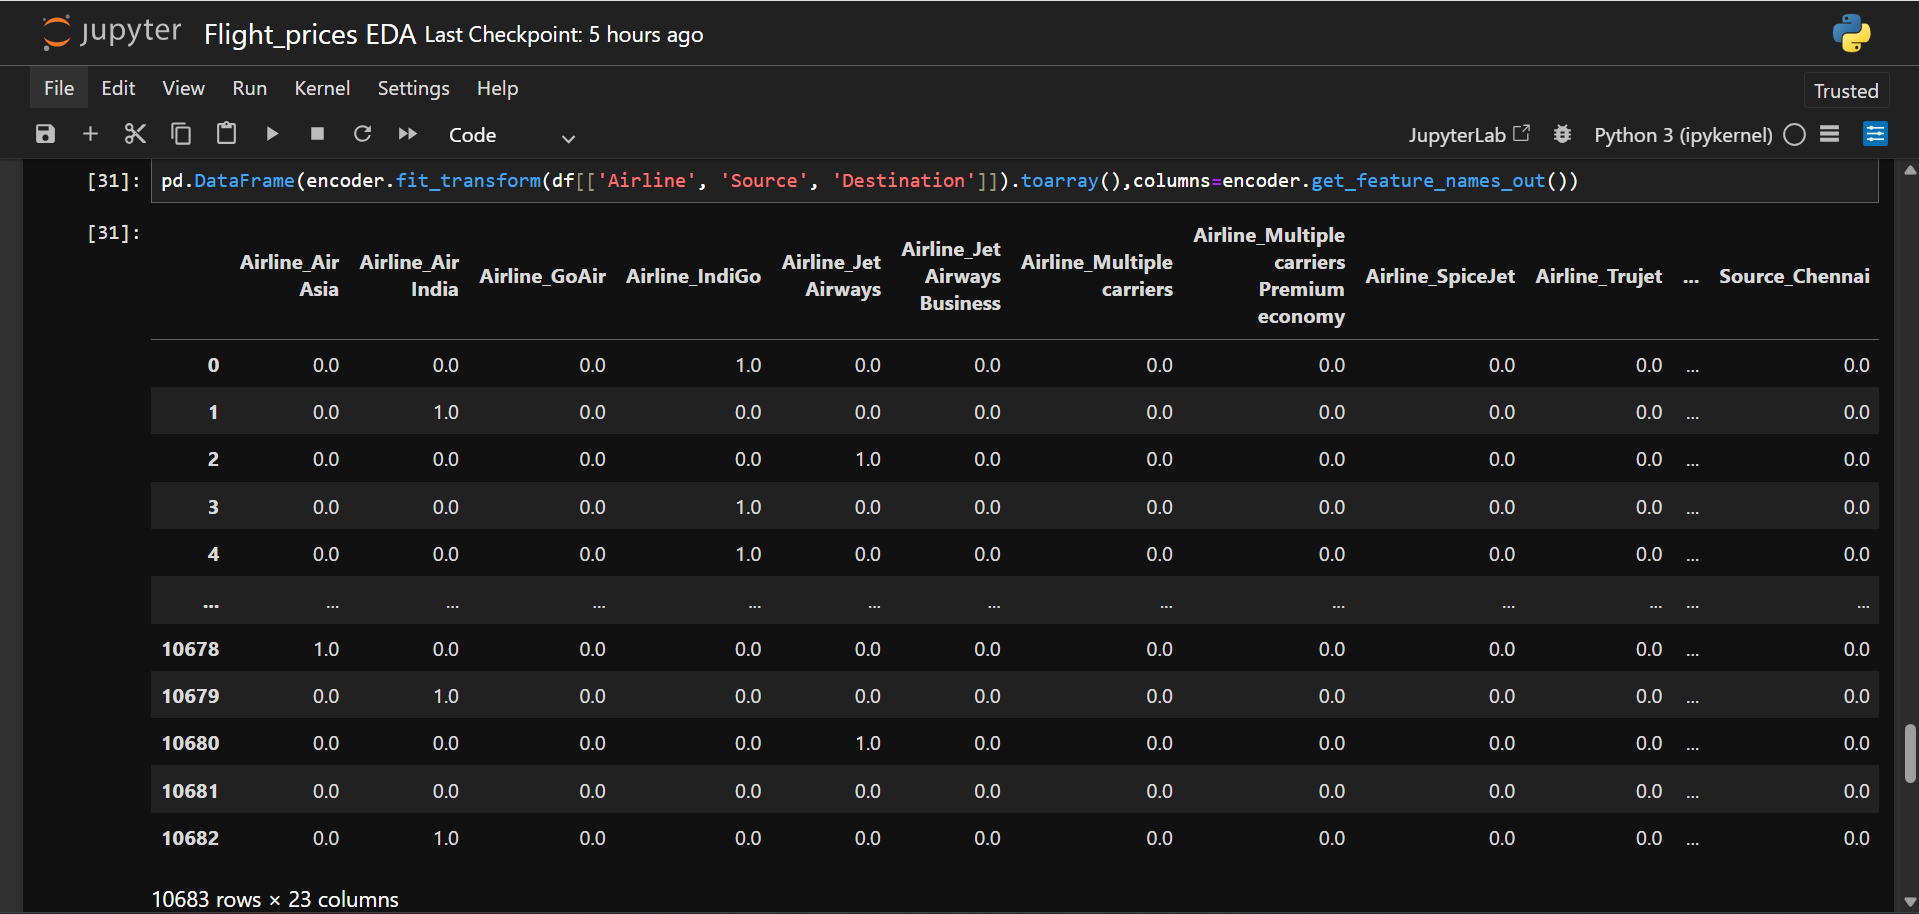 jupyter Flight_prices EDA Last Checkpoint: 5 hours ago
File Edit View Run Kernel Settings Help Trusted
Code JupyterLab Python 3 (ipykernel)
[31]: pd.DataFrame(encoder.fit_transform(df[['Airline', 'Source', 'Destination']]).toarray(),columns=encoder.get_feature_names_out())
[31]:
Airline_Air Asia Airline_Air India Airline_GoAir Airline_IndiGo Airline_Jet Airways Airline_Jet Airways Business Airline_Multiple carriers Airline_Multiple carriers Premium economy Airline_SpiceJet Airline_Trujet ... Source_Chennai
0 0.0 0.0 0.0 1.0 0.0 0.0 0.0 0.0 0.0 0.0 ... 0.0
1 0.0 1.0 0.0 0.0 0.0 0.0 0.0 0.0 0.0 0.0 ... 0.0
2 0.0 0.0 0.0 0.0 1.0 0.0 0.0 0.0 0.0 0.0 ... 0.0
3 0.0 0.0 0.0 1.0 0.0 0.0 0.0 0.0 0.0 0.0 ... 0.0
4 0.0 0.0 0.0 1.0 0.0 0.0 0.0 0.0 0.0 0.0 ... 0.0
... ... ... ... ... ... ... ... ... ... ... ... ...
10678 1.0 0.0 0.0 0.0 0.0 0.0 0.0 0.0 0.0 0.0 ... 0.0
10679 0.0 1.0 0.0 0.0 0.0 0.0 0.0 0.0 0.0 0.0 ... 0.0
10680 0.0 0.0 0.0 0.0 1.0 0.0 0.0 0.0 0.0 0.0 ... 0.0
10681 0.0 0.0 0.0 0.0 0.0 0.0 0.0 0.0 0.0 0.0 ... 0.0
10682 0.0 1.0 0.0 0.0 0.0 0.0 0.0 0.0 0.0 0.0 ... 0.0
10683 rows × 23 columns